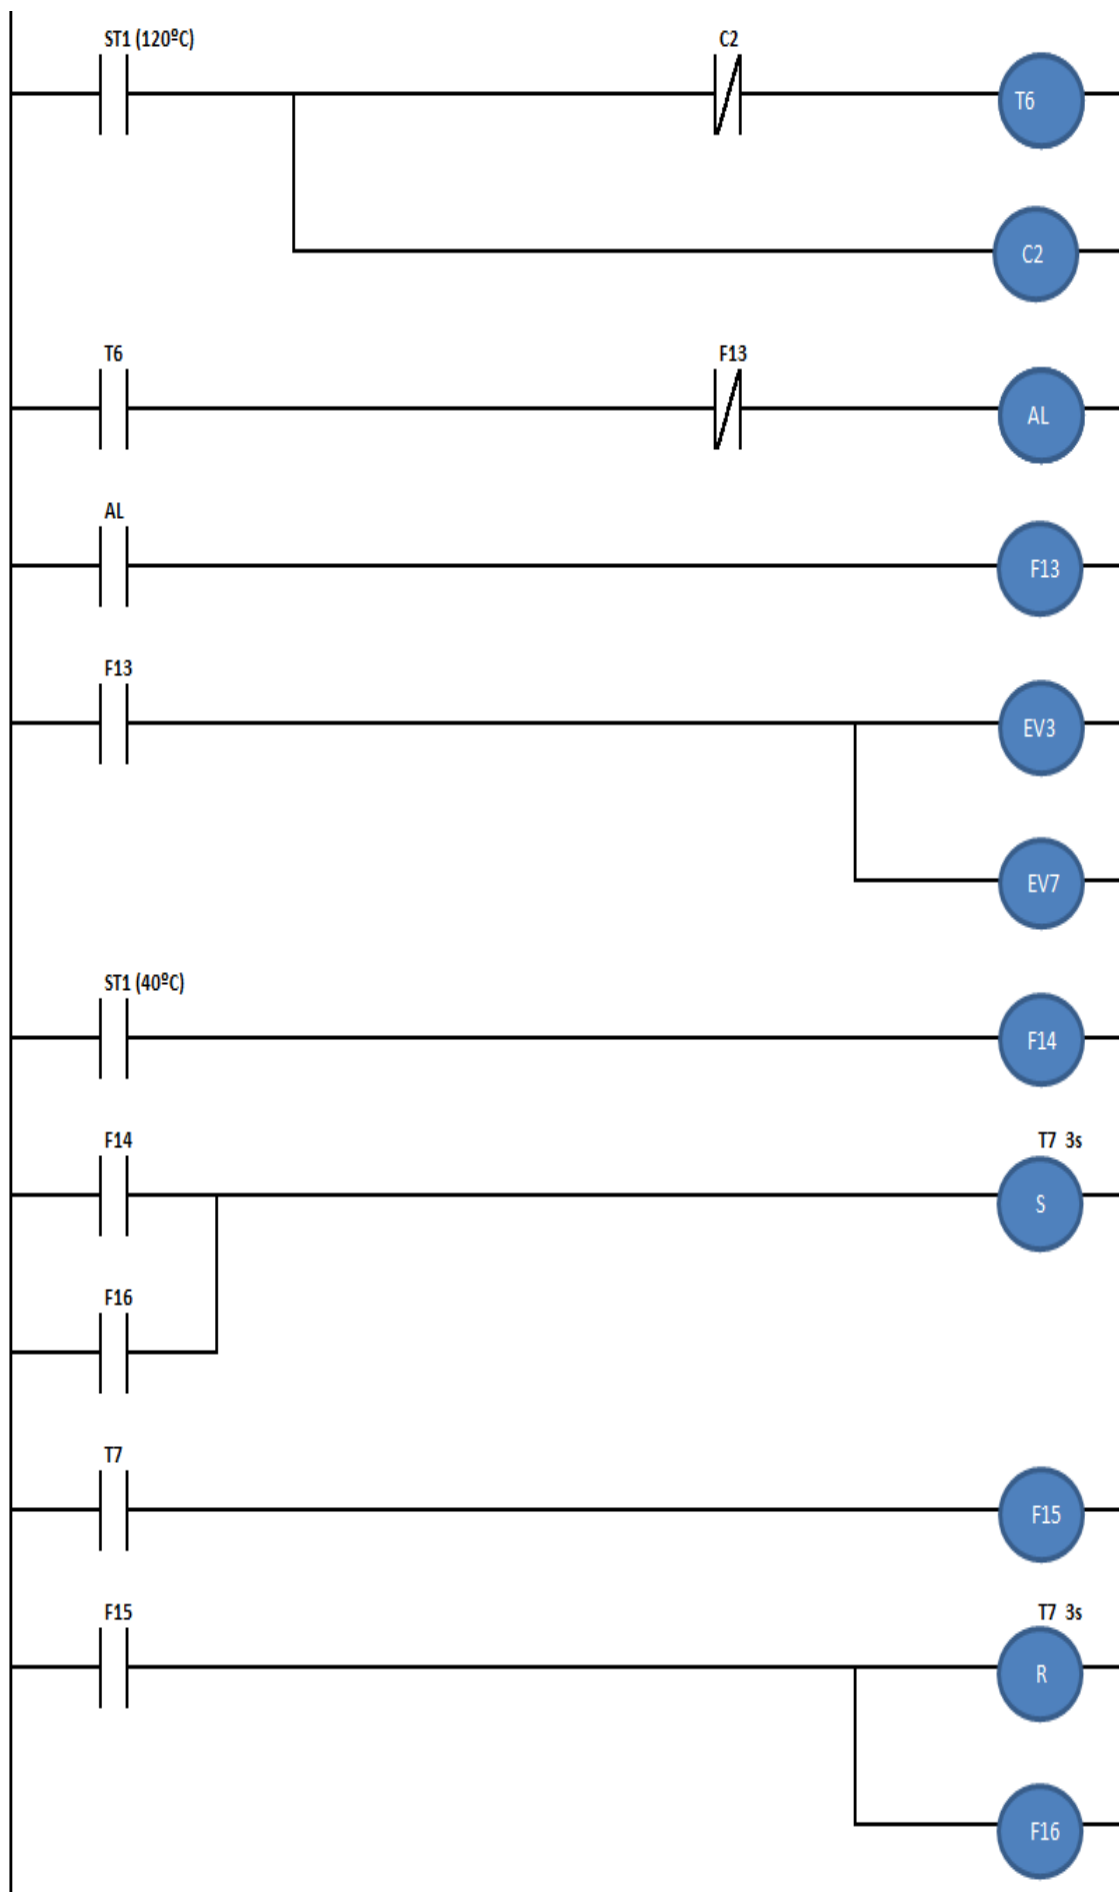 ST1 (120ºC) C2
T6
C2
T6 F13
AL
AL
F13
F13
EV3
EV7
ST1 (40ºC)
F14
F14 T7 3s
S
F16
T7
F15
F15 T7 3s
R
F16